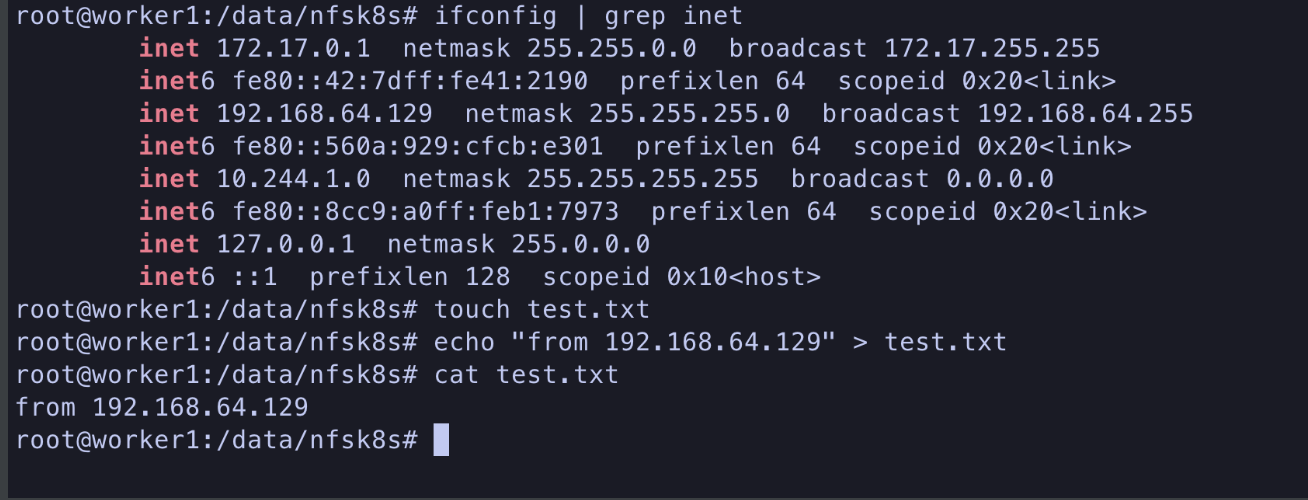 root@worker1:/data/nfsk8s# ifconfig | grep inet
        inet 172.17.0.1  netmask 255.255.0.0  broadcast 172.17.255.255
        inet6 fe80::42:7dff:fe41:2190  prefixlen 64  scopeid 0x20<link>
        inet 192.168.64.129  netmask 255.255.255.0  broadcast 192.168.64.255
        inet6 fe80::560a:929:cfcb:e301  prefixlen 64  scopeid 0x20<link>
        inet 10.244.1.0  netmask 255.255.255.255  broadcast 0.0.0.0
        inet6 fe80::8cc9:a0ff:feb1:7973  prefixlen 64  scopeid 0x20<link>
        inet 127.0.0.1  netmask 255.0.0.0
        inet6 ::1  prefixlen 128  scopeid 0x10<host>
root@worker1:/data/nfsk8s# touch test.txt
root@worker1:/data/nfsk8s# echo "from 192.168.64.129" > test.txt
root@worker1:/data/nfsk8s# cat test.txt
from 192.168.64.129
root@worker1:/data/nfsk8s#